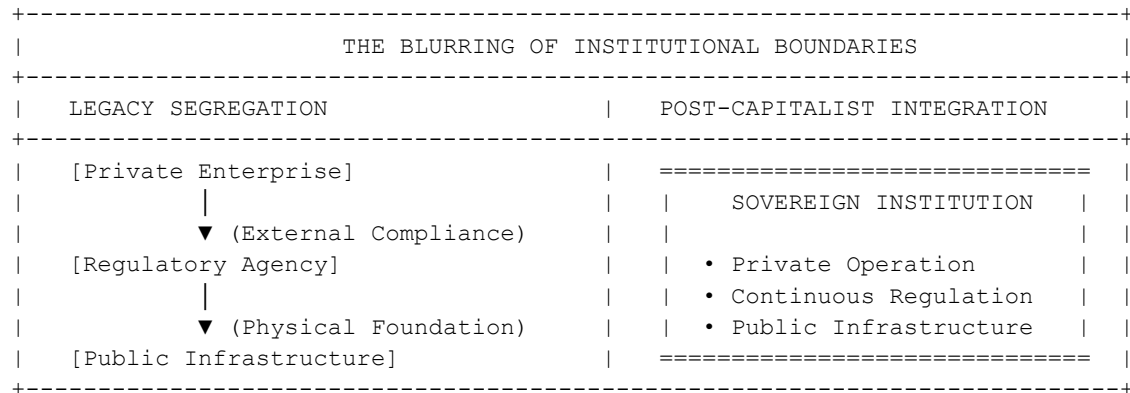 THE BLURRING OF INSTITUTIONAL BOUNDARIES
LEGACY SEGREGATION | POST-CAPITALIST INTEGRATION
[Private Enterprise]
SOVEREIGN INSTITUTION
▼ (External Compliance)
[Regulatory Agency] • Private Operation
• Continuous Regulation
▼ (Physical Foundation) • Public Infrastructure
[Public Infrastructure]